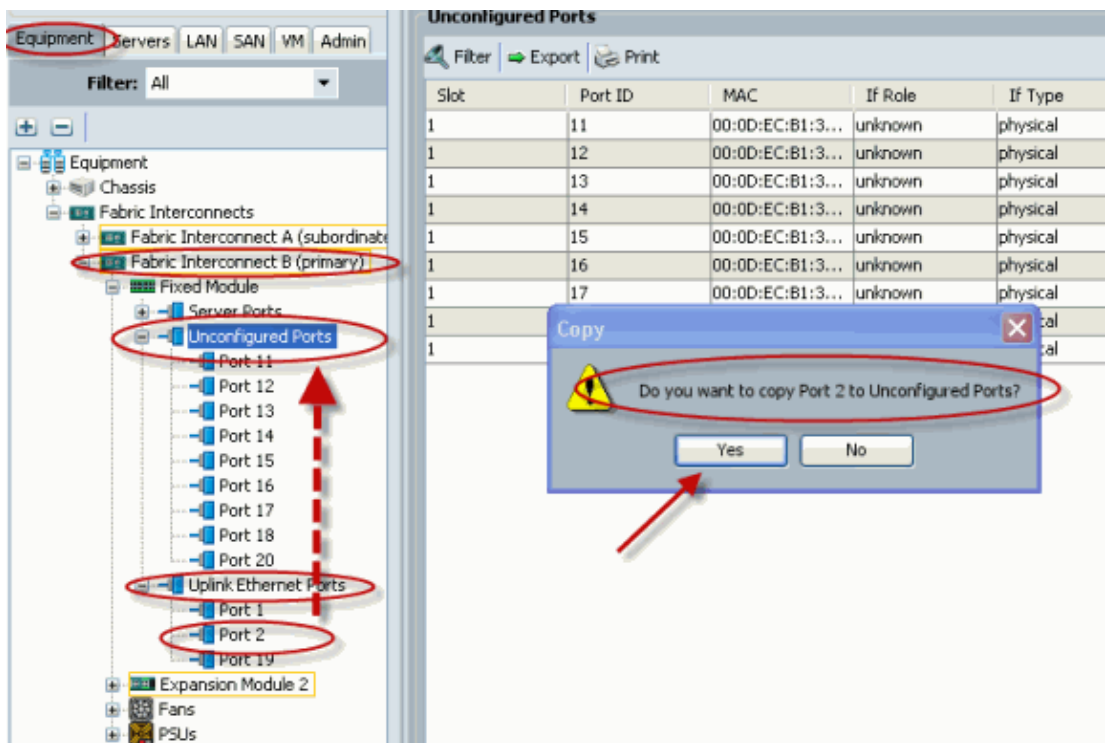 Equipment Servers LAN SAN VM Admin
Filter: All
Equipment
Chassis
Fabric Interconnects
Fabric Interconnect A (subordinate
Fabric Interconnect B (primary)
Fixed Module
Server Ports
Unconfigured Ports
Port 11
Port 12
Port 13
Port 14
Port 15
Port 16
Port 17
Port 18
Port 20
Uplink Ethernet Ports
Port 1
Port 2
Port 19
Expansion Module 2
Fans
PSUs
Unconfigured Ports
Filter Export Print
Slot Port ID MAC If Role If Type
1 11 00:0D:EC:B1:3... unknown physical
1 12 00:0D:EC:B1:3... unknown physical
1 13 00:0D:EC:B1:3... unknown physical
1 14 00:0D:EC:B1:3... unknown physical
1 15 00:0D:EC:B1:3... unknown physical
1 16 00:0D:EC:B1:3... unknown physical
1 17 00:0D:EC:B1:3... unknown physical
1
1
Copy
Do you want to copy Port 2 to Unconfigured Ports?
Yes No